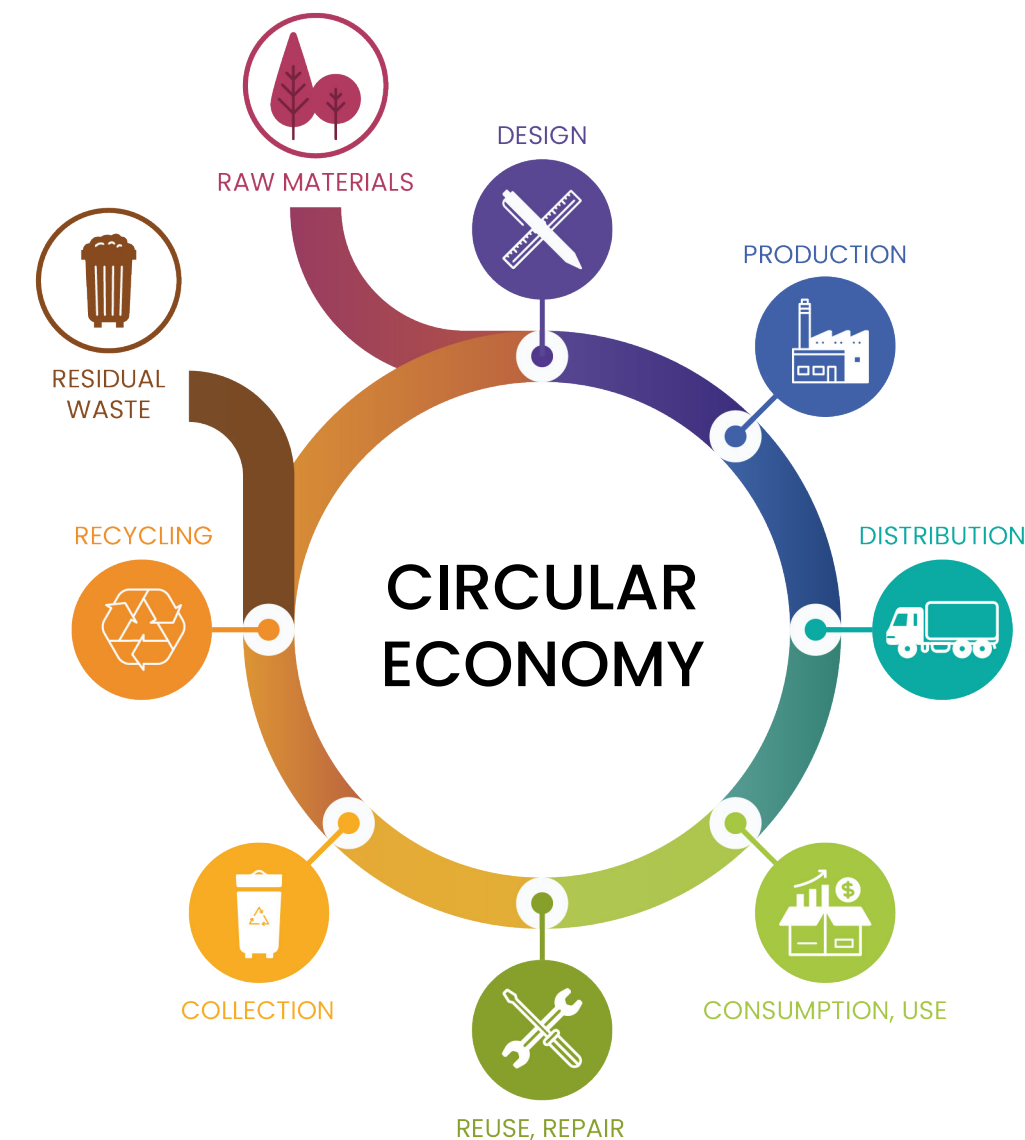 RAW MATERIALS
DESIGN
PRODUCTION
RESIDUAL
WASTE
RECYCLING
DISTRIBUTION
CIRCULAR
ECONOMY
COLLECTION
CONSUMPTION, USE
REUSE, REPAIR
$